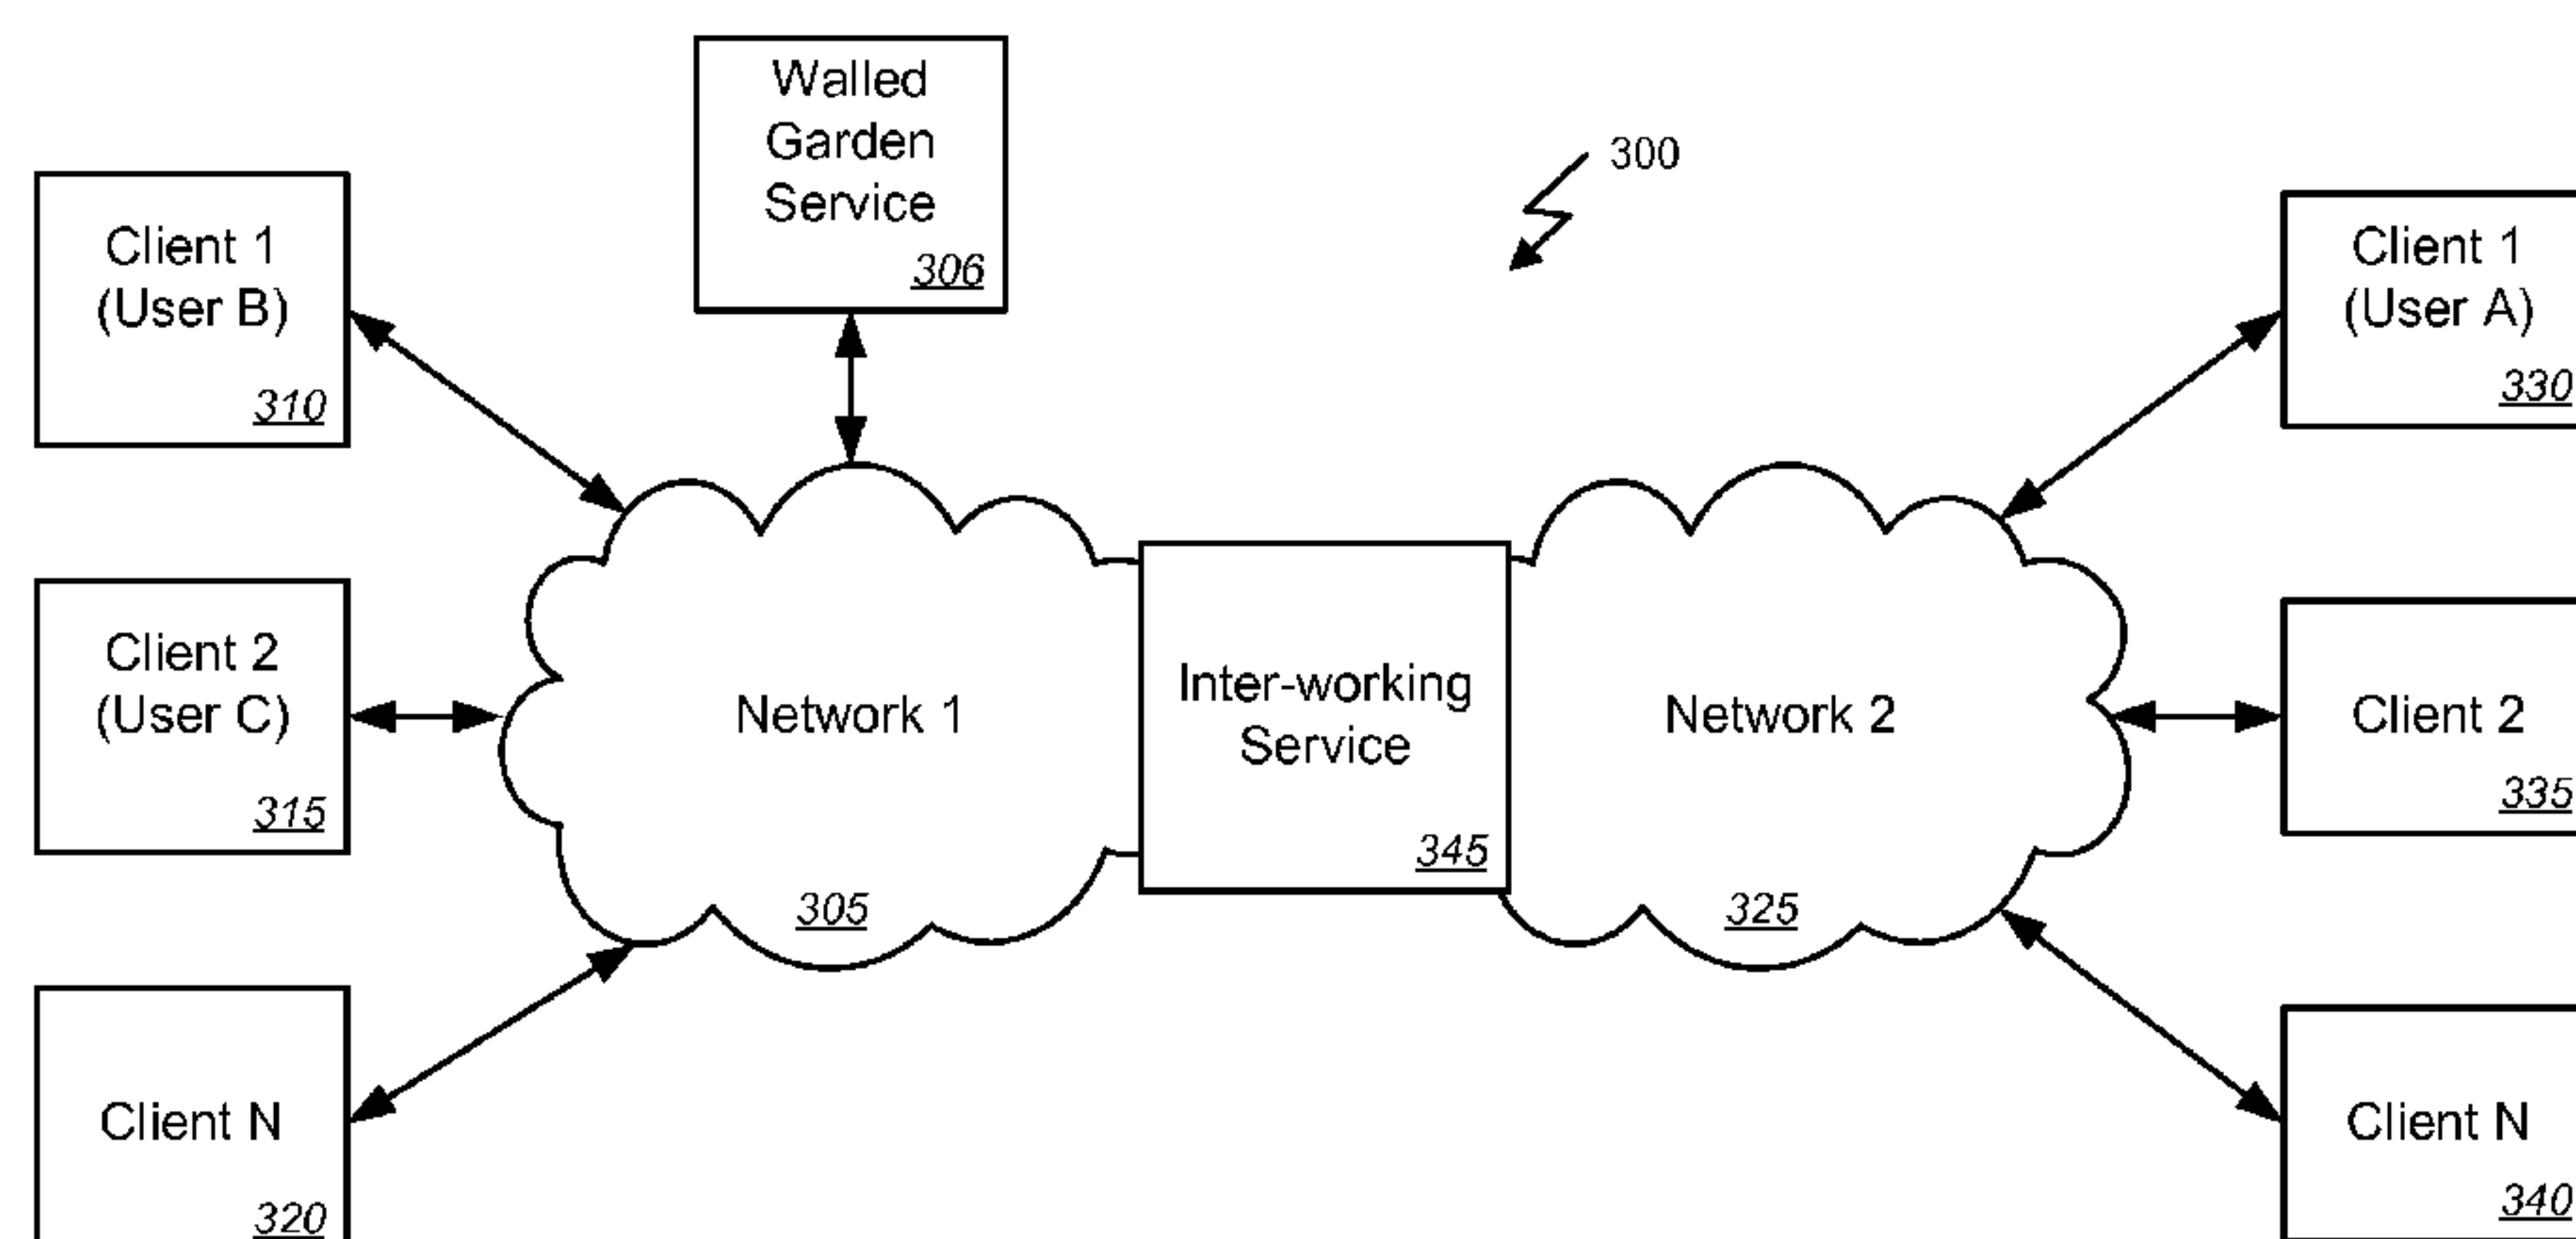 Walled
Garden
Service
306
300
Client 1
(User B)
310
Client 1
(User A)
330
Client 2
(User C)
315
Network 1
305
Inter-working
Service
345
Network 2
325
Client 2
335
Client N
320
Client N
340